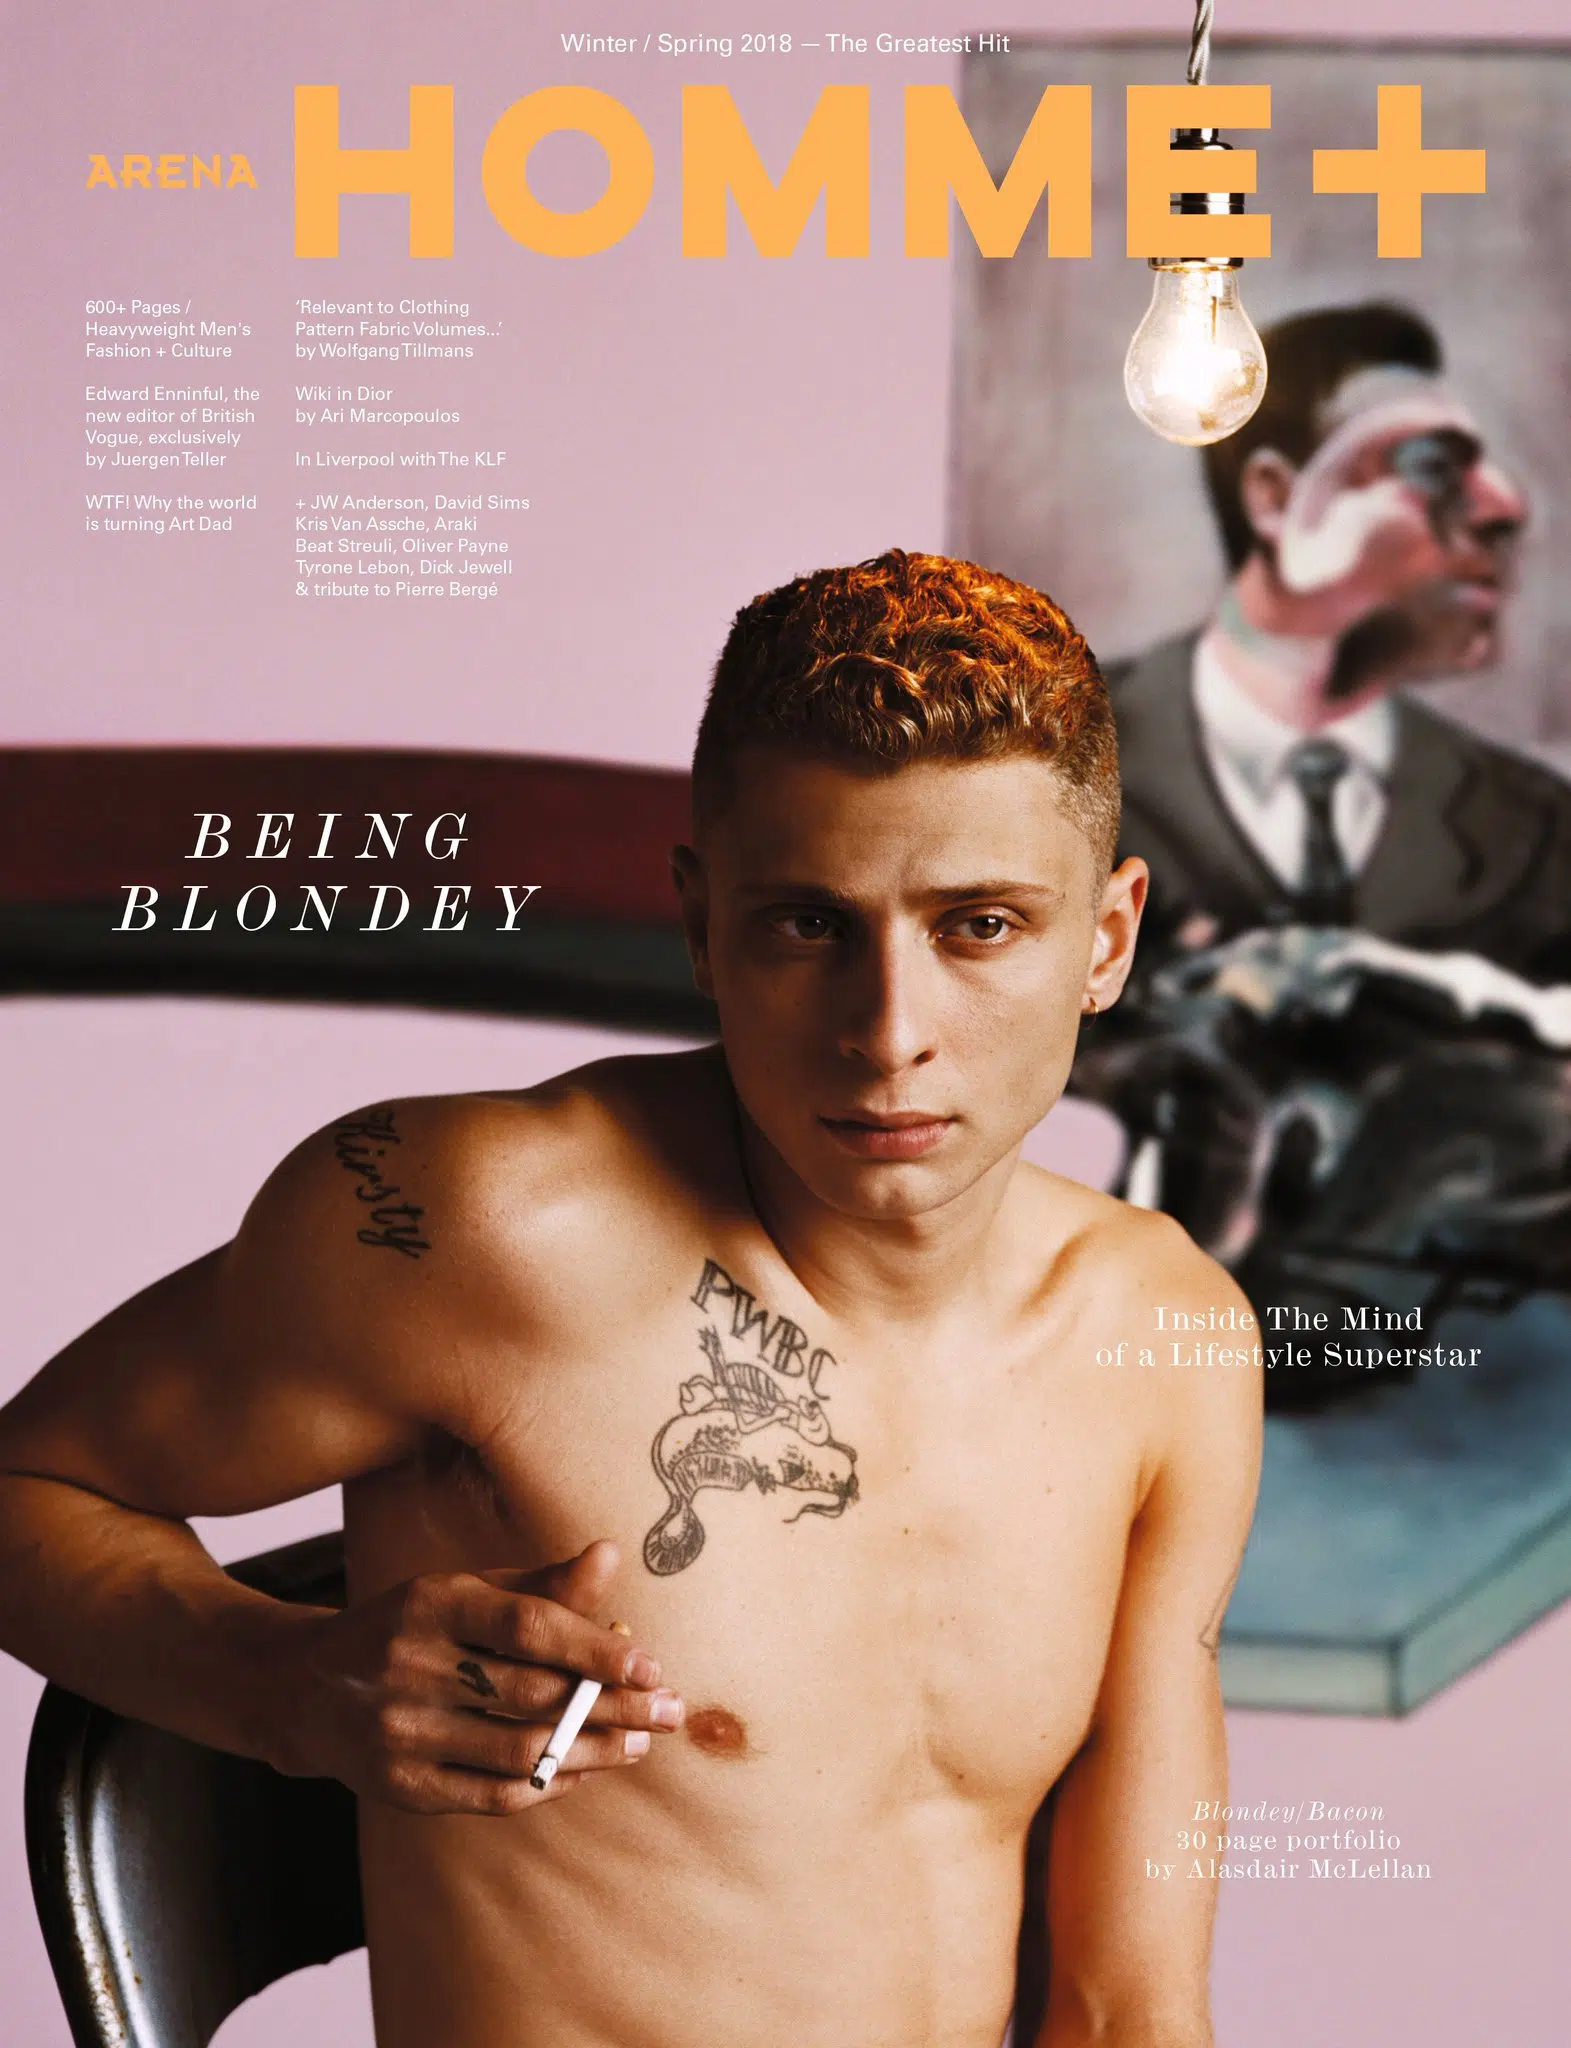 Winter / Spring 2018 — The Greatest Hit
ARENA HOMME+
600+ Pages /
Heavyweight Men's
Fashion + Culture
Edward Enninful, the
new editor of British
Vogue, exclusively
by Juergen Teller
WTF! Why the world
is turning Art Dad
‘Relevant to Clothing
Pattern Fabric Volumes...’
by Wolfgang Tillmans
Wiki in Dior
by Ari Marcopoulos
In Liverpool with The KLF
+ JW Anderson, David Sims
Kris Van Assche, Araki
Beat Streuli, Oliver Payne
Tyrone Lebon, Dick Jewell
& tribute to Pierre Bergé
BEING
BLONDEY
Kirsty
PWBC
Inside The Mind
of a Lifestyle Superstar
Blondey/Bacon
30 page portfolio
by Alasdair McLellan